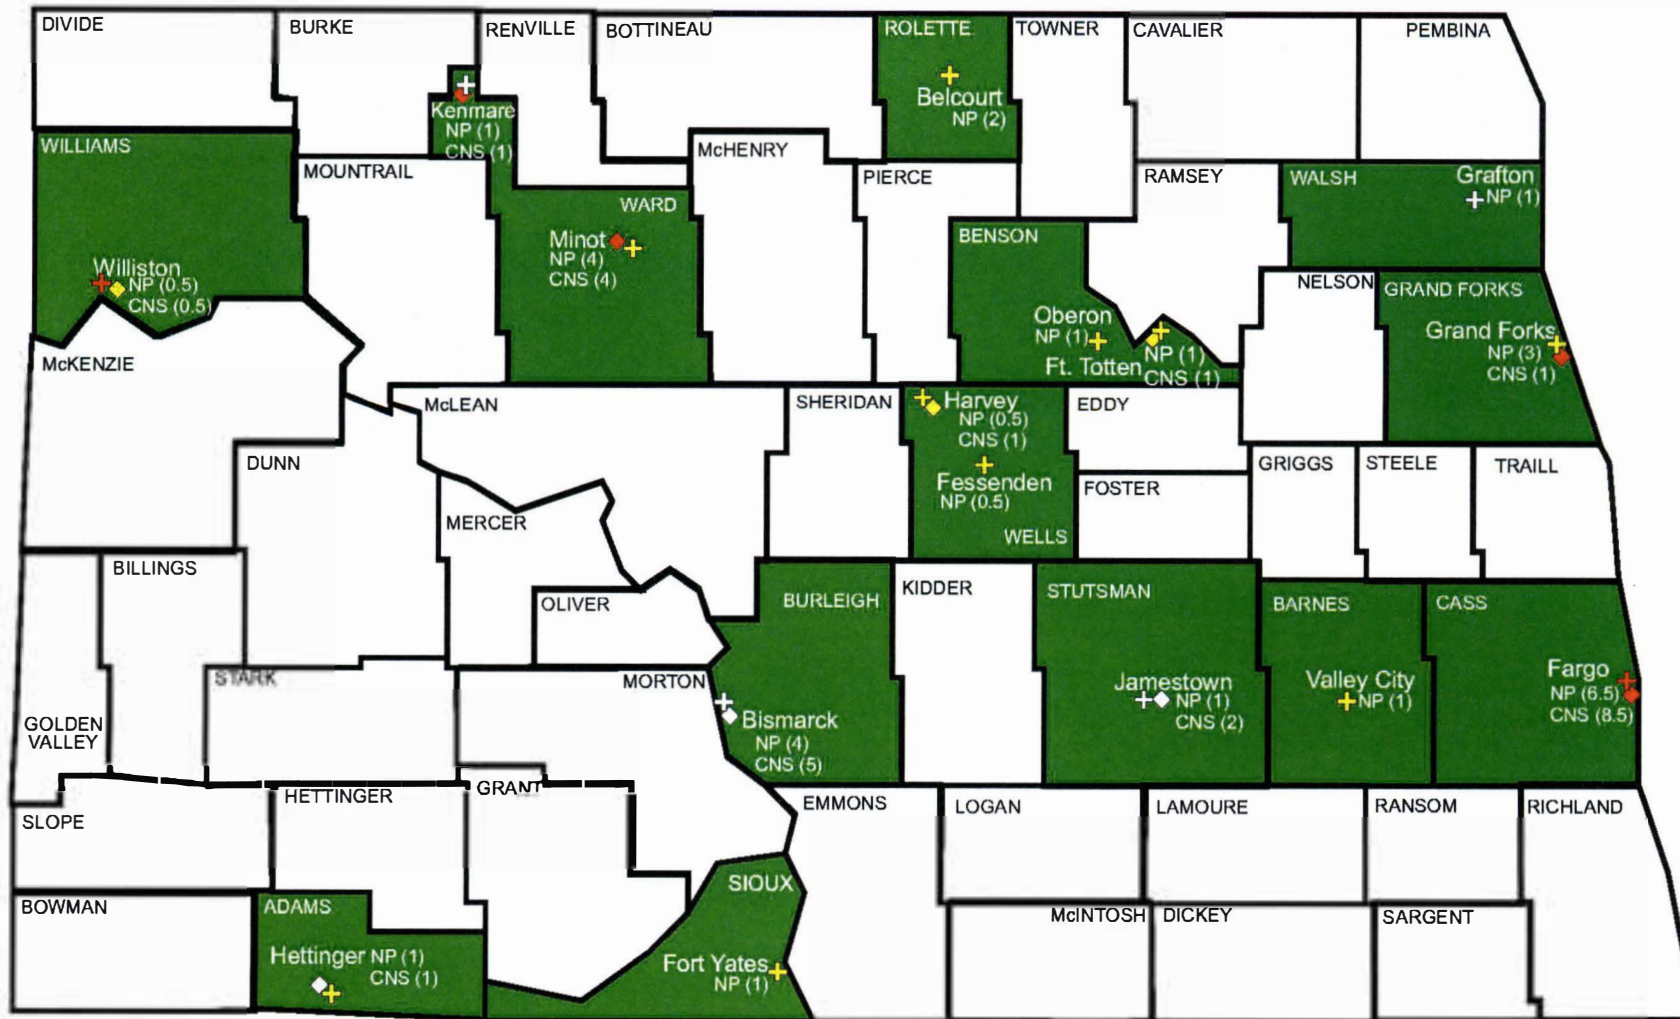 DIVIDE
BURKE
RENVILLE
BOTTINEAU
ROLETTE
TOWNER
CAVALIER
PEMBINA
Belcourt
NP (2)
Kenmare
NP (1)
CNS (1)
WILLIAMS
MOUNTRAIL
McHENRY
PIERCE
RAMSEY
WALSH
Grafton
NP (1)
WARD
Minot
NP (4)
CNS (4)
BENSON
Williston
NP (0.5)
CNS (0.5)
NELSON
GRAND FORKS
Oberon
NP (1)
Ft. Totten
NP (1)
CNS (1)
Grand Forks
NP (3)
CNS (1)
McKENZIE
McLEAN
SHERIDAN
Harvey
NP (0.5)
CNS (1)
EDDY
DUNN
Fessenden
NP (0.5)
WELLS
FOSTER
GRIGGS
STEELE
TRAILL
MERCER
BILLINGS
OLIVER
BURLEIGH
KIDDER
STUTSMAN
BARNES
CASS
STARK
MORTON
GOLDEN
VALLEY
Bismarck
NP (4)
CNS (5)
Jamestown
NP (1)
CNS (2)
Valley City
NP (1)
Fargo
NP (6.5)
CNS (8.5)
HETTINGER
GRANT
EMMONS
LOGAN
LAMOURE
RANSOM
RICHLAND
SLOPE
SIOUX
BOWMAN
ADAMS
McINTOSH
DICKEY
SARGENT
Hettinger NP (1)
CNS (1)
Fort Yates
NP (1)